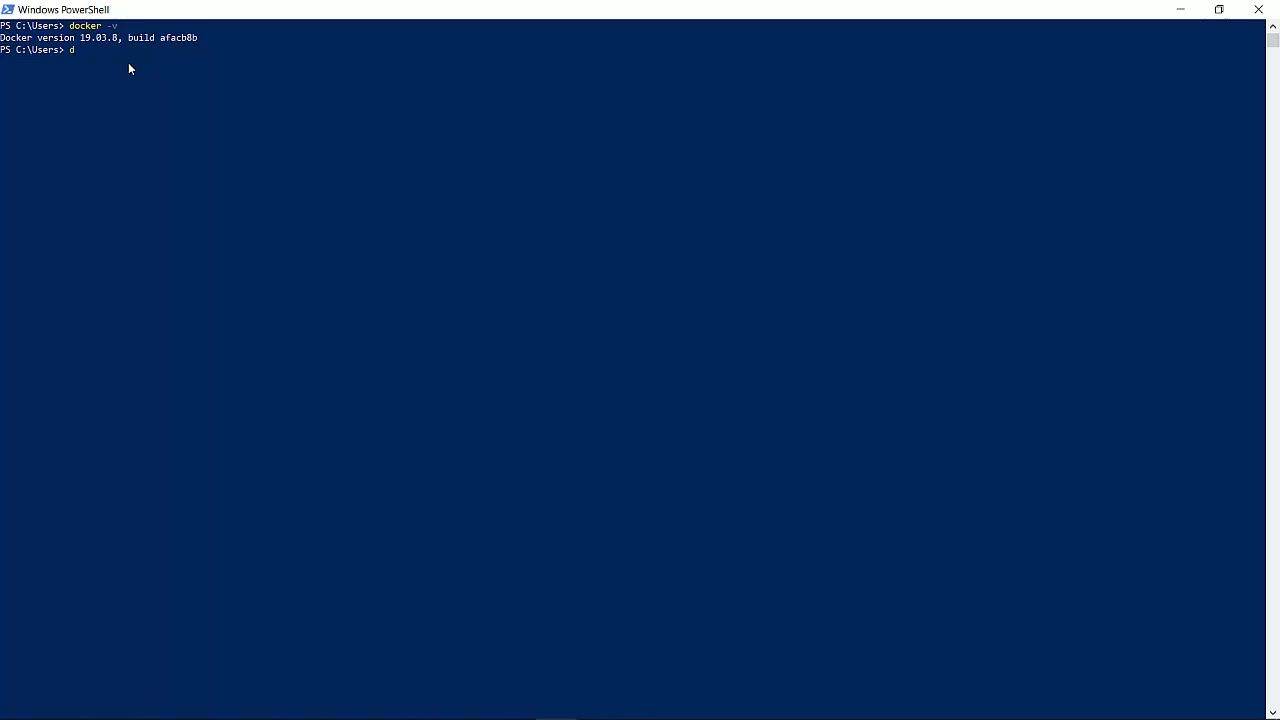 Windows PowerShell
PS C:\Users> docker -v
Docker version 19.03.8, build afacb8b
PS C:\Users> d